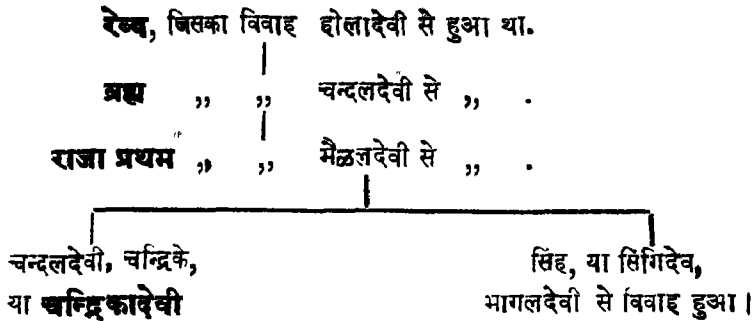 रेब्ब, जिसका विवाह होलादेवी से हुआ था.
ब्रह्म ,, ,, चन्दलदेवी से ,, .
राजा प्रथम ,, ,, मैळलदेवी से ,, .
चन्दलदेवी, चन्द्रिके,
या चन्द्रिकादेवी
सिंह, या सिंगिदेव,
भागलदेवी से विवाह हुआ।